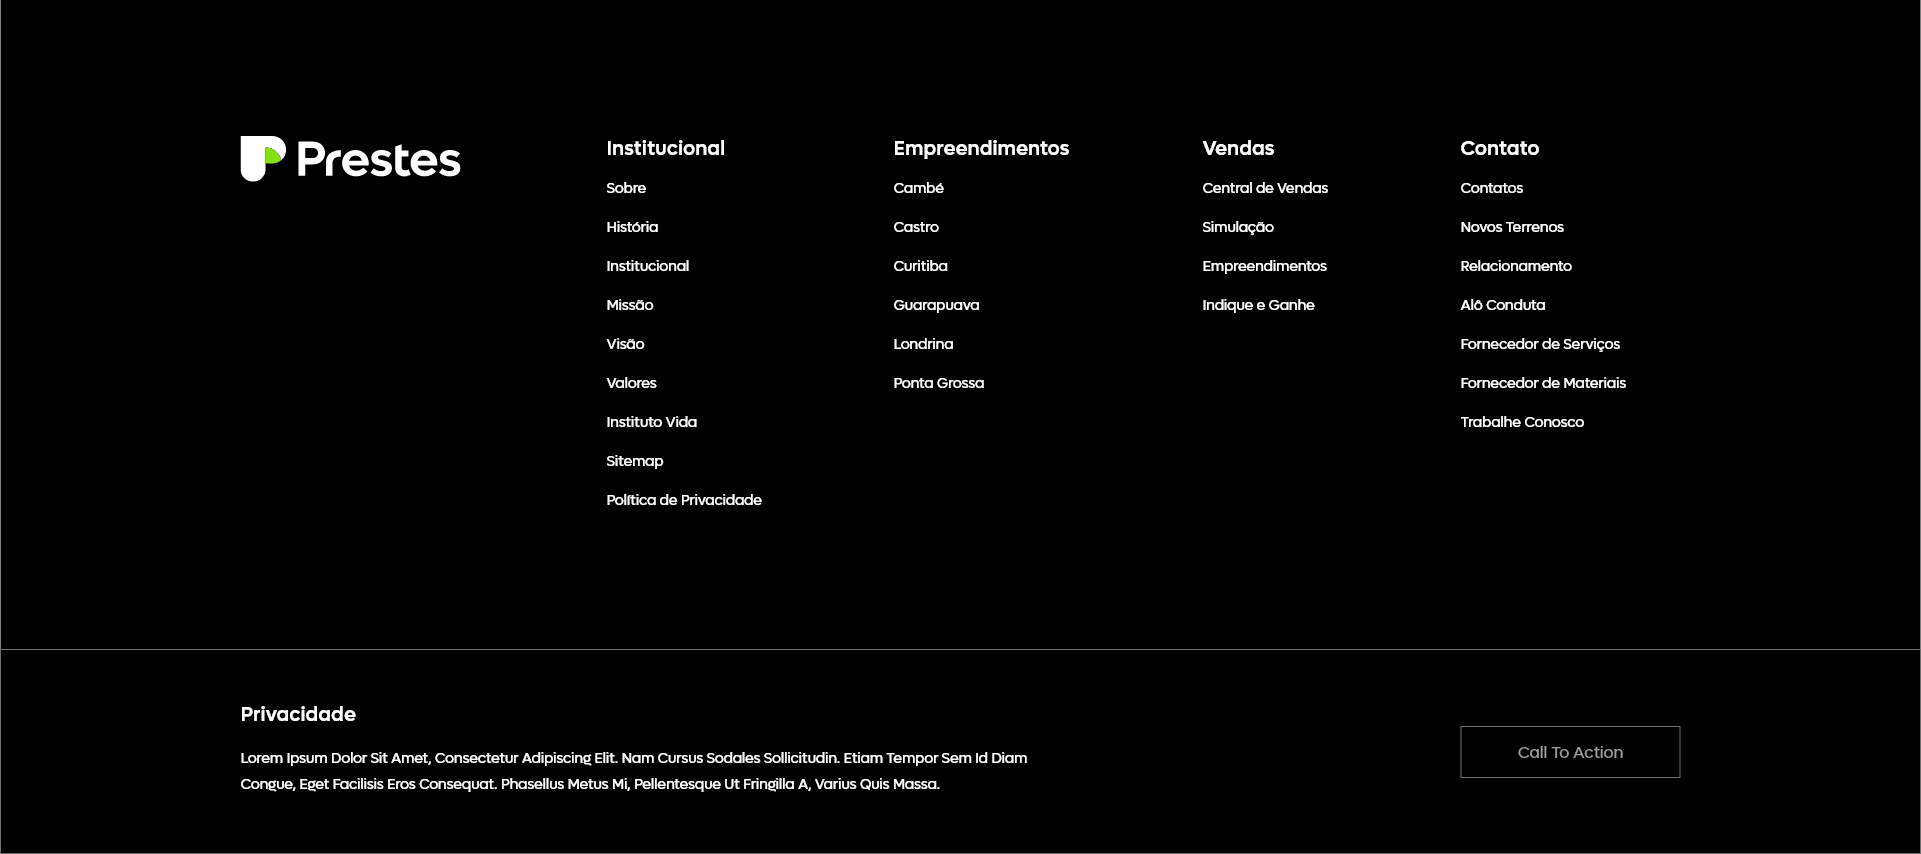 Prestes
Institucional
Sobre
História
Institucional
Missão
Visão
Valores
Instituto Vida
Sitemap
Política de Privacidade
Empreendimentos
Cambé
Castro
Curitiba
Guarapuava
Londrina
Ponta Grossa
Vendas
Central de Vendas
Simulação
Empreendimentos
Indique e Ganhe
Contato
Contatos
Novos Terrenos
Relacionamento
Alô Conduta
Fornecedor de Serviços
Fornecedor de Materiais
Trabalhe Conosco
Privacidade
Lorem Ipsum Dolor Sit Amet, Consectetur Adipiscing Elit. Nam Cursus Sodales Sollicitudin. Etiam Tempor Sem Id Diam
Congue, Eget Facilisis Eros Consequat. Phasellus Metus Mi, Pellentesque Ut Fringilla A, Varius Quis Massa.
Call To Action